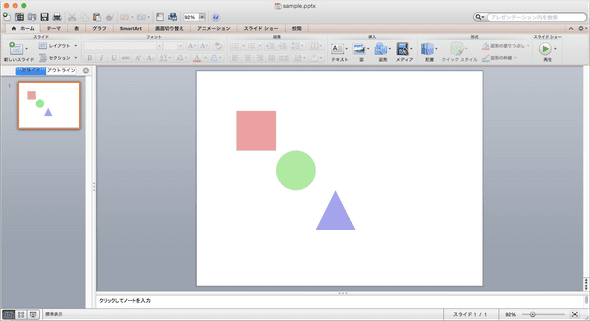 sample.pptx
92%
プレゼンテーション内を検索
ホーム テーマ 表 グラフ SmartArt 画面切り替え アニメーション スライド ショー 校閲
スライド フォント 段落 挿入 形式 スライド ショー
レイアウト
セクション
新しいスライド
テキスト 図 図形 メディア 配置 クイック スタイル 再生
図形の塗りつぶし
図形の枠線
アウトライン
1
クリックしてノートを入力
標準表示 スライド 1 / 1 92%